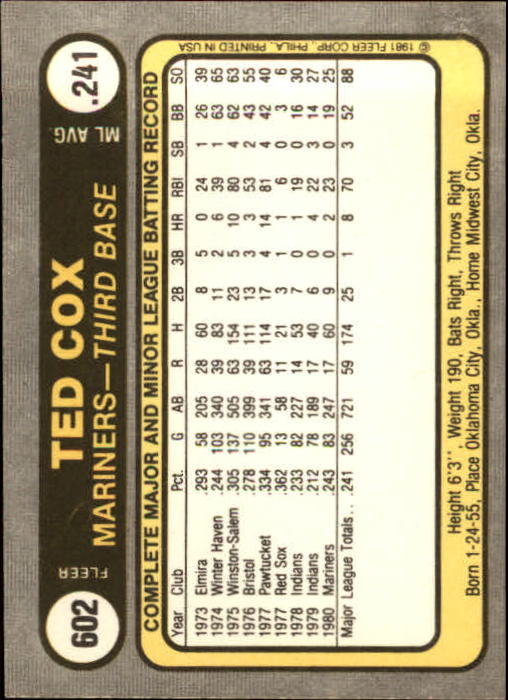 602 FLEER TED COX ML AVG. .241
MARINERS—THIRD BASE
COMPLETE MAJOR AND MINOR LEAGUE BATTING RECORD
Year Club Pct. G AB R H 2B 3B HR RBI SB BB SO
1973 Elmira .293 58 205 28 60 8 5 0 24 1 26 39
1974 Winter Haven .244 103 340 39 83 11 2 6 39 1 63 65
1975 Winston-Salem .305 137 505 63 154 23 5 10 80 4 62 63
1976 Bristol .278 110 399 39 111 13 3 3 53 2 43 55
1977 Pawtucket .334 95 341 63 114 17 4 14 81 4 42 40
1977 Red Sox .362 13 58 11 21 3 1 1 6 0 3 6
1978 Indians .233 82 227 14 53 7 0 1 19 0 16 30
1979 Indians .212 78 189 17 40 6 0 4 22 3 14 27
1980 Mariners .243 83 247 17 60 9 0 2 23 0 19 25
Major League Totals... .241 256 721 59 174 25 1 8 70 3 52 88
Height 6'3'', Weight 190, Bats Right, Throws Right
Born 1-24-55, Place Oklahoma City, Okla., Home Midwest City, Okla.
© 1981 FLEER CORP., PHILA., PRINTED IN USA